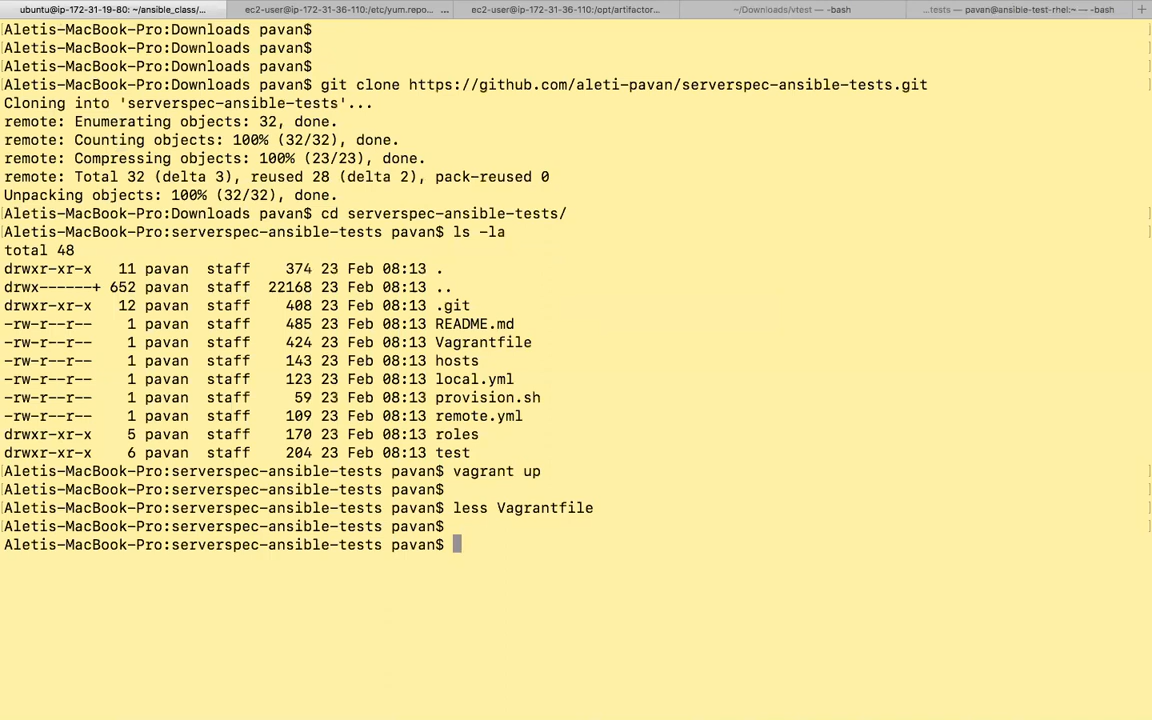 ubuntu@ip-172-31-19-80: ~/ansible_class/... ec2-user@ip-172-31-36-110:/etc/yum.repo... ... ec2-user@ip-172-31-36-110:/opt/artifactor... ~/Downloads/vtest — -bash ...tests — pavan@ansible-test-rhel:~ — -bash +
Aletis-MacBook-Pro:Downloads pavan$
Aletis-MacBook-Pro:Downloads pavan$
Aletis-MacBook-Pro:Downloads pavan$
Aletis-MacBook-Pro:Downloads pavan$ git clone https://github.com/aleti-pavan/serverspec-ansible-tests.git
Cloning into 'serverspec-ansible-tests'...
remote: Enumerating objects: 32, done.
remote: Counting objects: 100% (32/32), done.
remote: Compressing objects: 100% (23/23), done.
remote: Total 32 (delta 3), reused 28 (delta 2), pack-reused 0
Unpacking objects: 100% (32/32), done.
Aletis-MacBook-Pro:Downloads pavan$ cd serverspec-ansible-tests/
Aletis-MacBook-Pro:serverspec-ansible-tests pavan$ ls -la
total 48
drwxr-xr-x   11 pavan  staff    374 23 Feb 08:13 .
drwx------+ 652 pavan  staff  22168 23 Feb 08:13 ..
drwxr-xr-x   12 pavan  staff    408 23 Feb 08:13 .git
-rw-r--r--    1 pavan  staff    485 23 Feb 08:13 README.md
-rw-r--r--    1 pavan  staff    424 23 Feb 08:13 Vagrantfile
-rw-r--r--    1 pavan  staff    143 23 Feb 08:13 hosts
-rw-r--r--    1 pavan  staff    123 23 Feb 08:13 local.yml
-rw-r--r--    1 pavan  staff     59 23 Feb 08:13 provision.sh
-rw-r--r--    1 pavan  staff    109 23 Feb 08:13 remote.yml
drwxr-xr-x    5 pavan  staff    170 23 Feb 08:13 roles
drwxr-xr-x    6 pavan  staff    204 23 Feb 08:13 test
Aletis-MacBook-Pro:serverspec-ansible-tests pavan$ vagrant up
Aletis-MacBook-Pro:serverspec-ansible-tests pavan$
Aletis-MacBook-Pro:serverspec-ansible-tests pavan$ less Vagrantfile
Aletis-MacBook-Pro:serverspec-ansible-tests pavan$
Aletis-MacBook-Pro:serverspec-ansible-tests pavan$